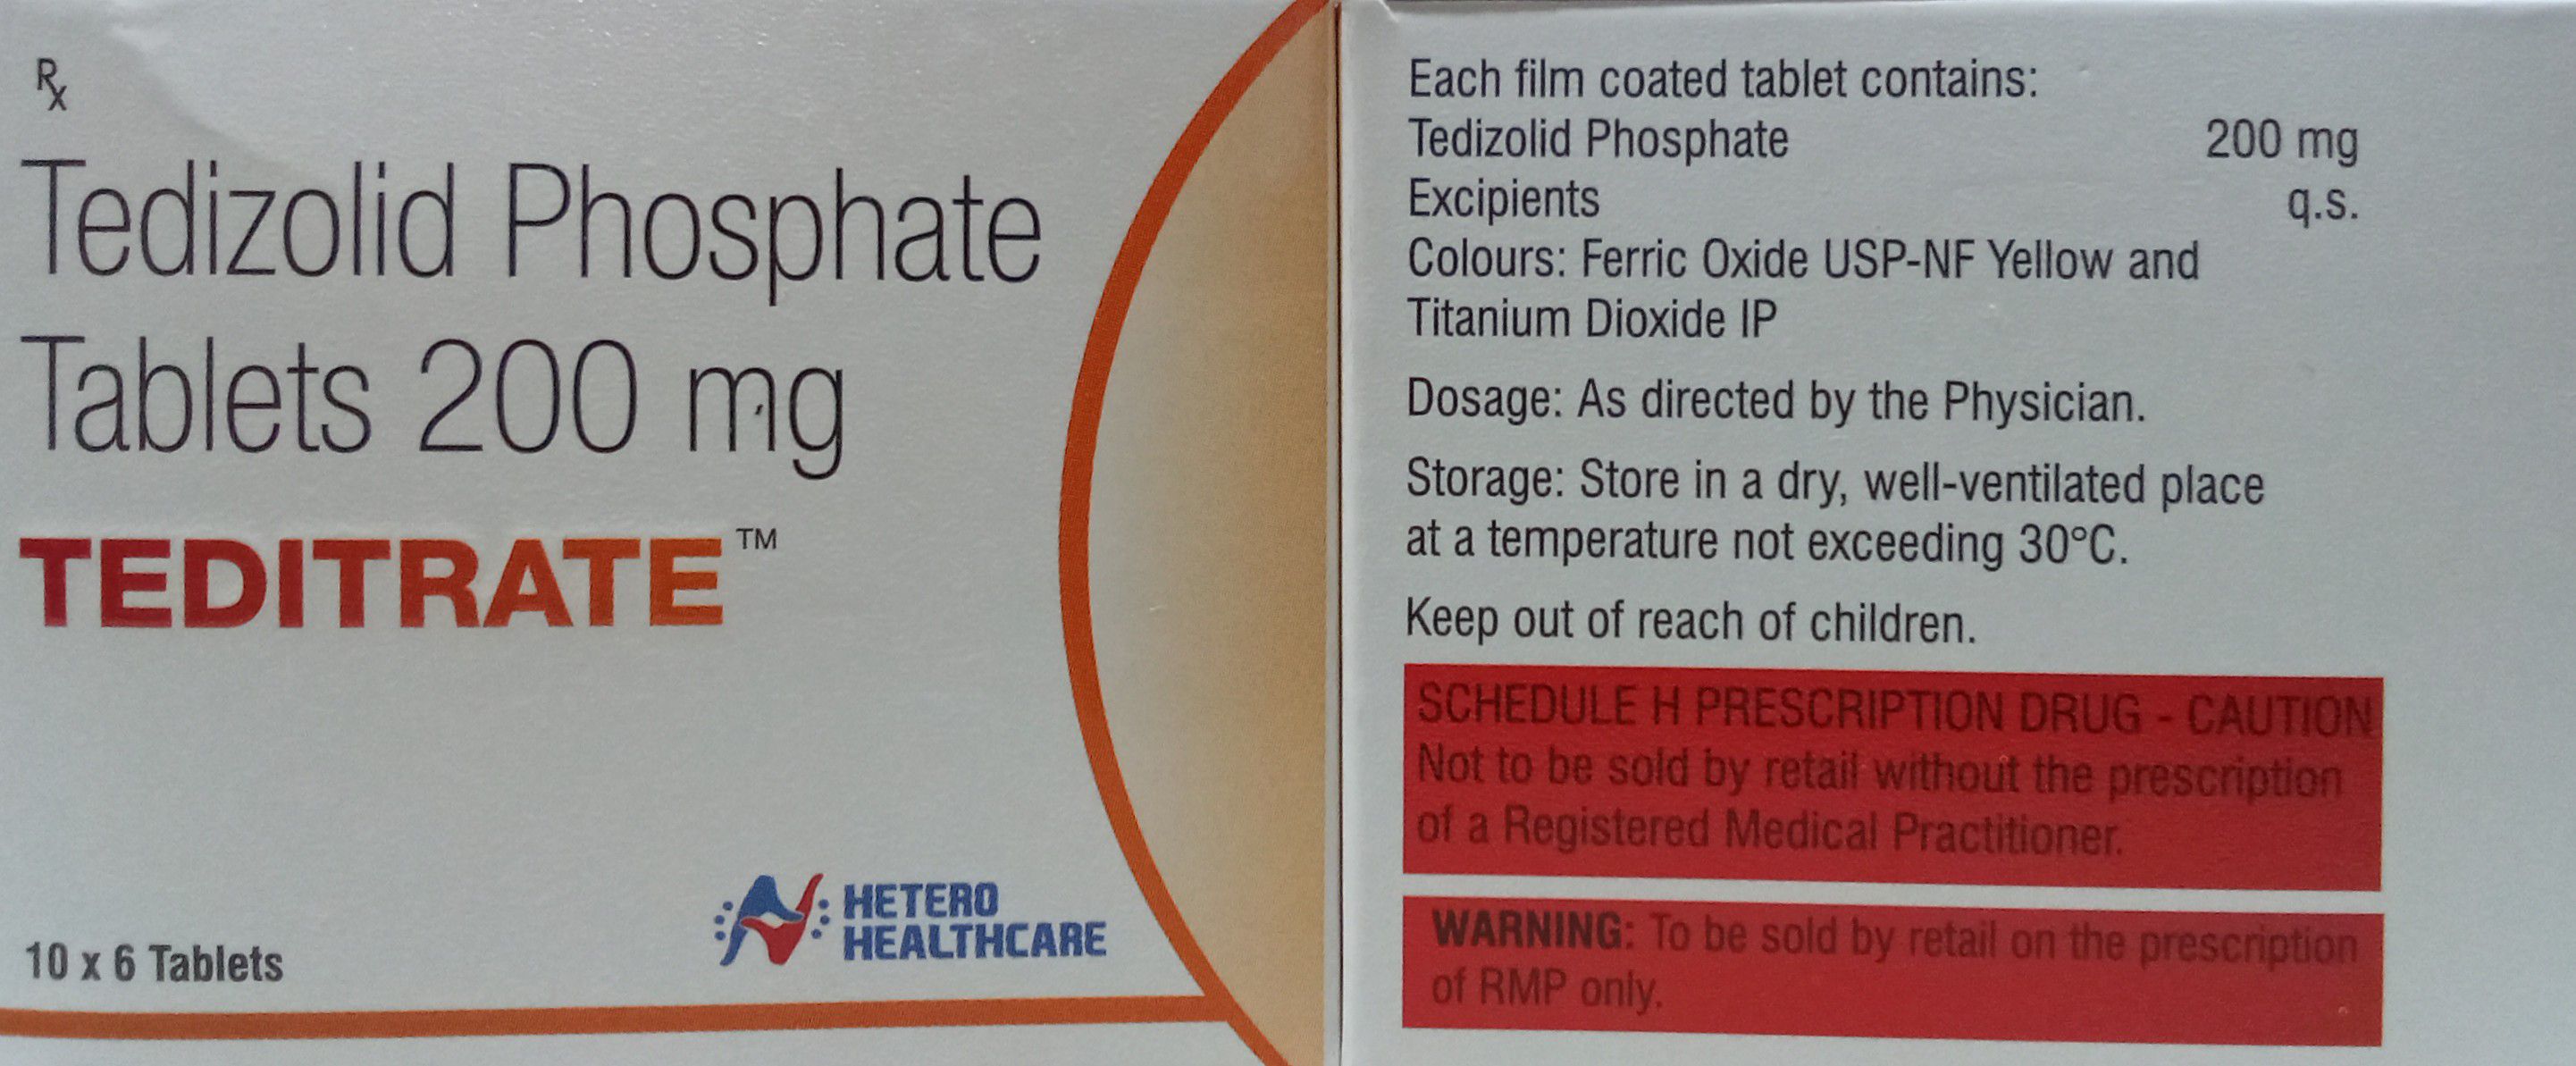 Rx
Tedizolid Phosphate
Tablets 200 mg
TEDITRATE™
HETERO
HEALTHCARE
10 x 6 Tablets
Each film coated tablet contains:
Tedizolid Phosphate 200 mg
Excipients q.s.
Colours: Ferric Oxide USP-NF Yellow and
Titanium Dioxide IP
Dosage: As directed by the Physician.
Storage: Store in a dry, well-ventilated place
at a temperature not exceeding 30°C.
Keep out of reach of children.
SCHEDULE H PRESCRIPTION DRUG - CAUTION
Not to be sold by retail without the prescription
of a Registered Medical Practitioner.
WARNING: To be sold by retail on the prescription
of RMP only.